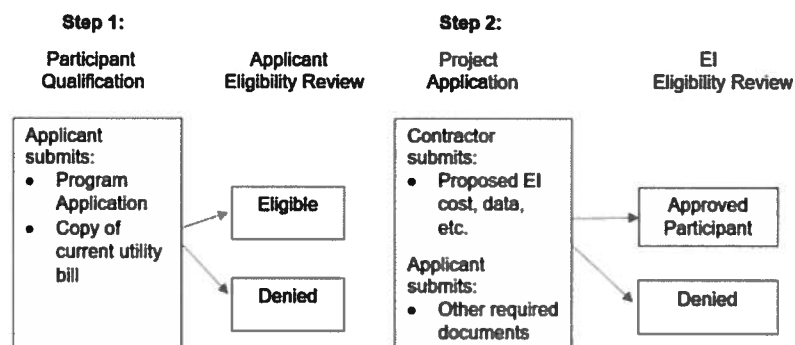 Step 1:
Step 2:
Participant
Qualification
Applicant
Eligibility Review
Project
Application
EI
Eligibility Review
Applicant
submits:
• Program
Application
• Copy of
current utility
bill
Eligible
Denied
Contractor
submits:
• Proposed EI
cost, data,
etc.
Applicant
submits:
• Other required
documents
Approved
Participant
Denied